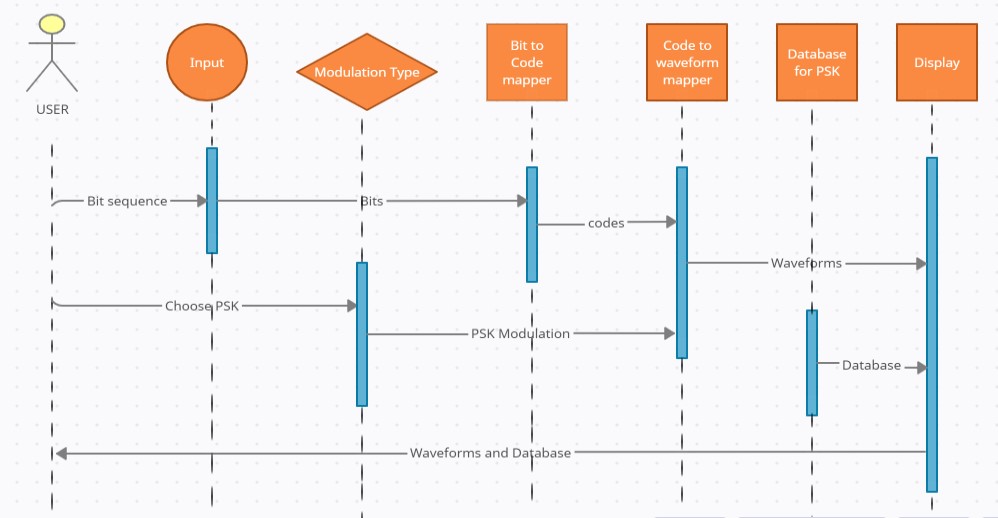 USER
Input
Modulation Type
Bit to
Code
mapper
Code to
waveform
mapper
Database
for PSK
Display
Bit sequence
Bits
codes
Waveforms
Choose PSK
PSK Modulation
Database
Waveforms and Database